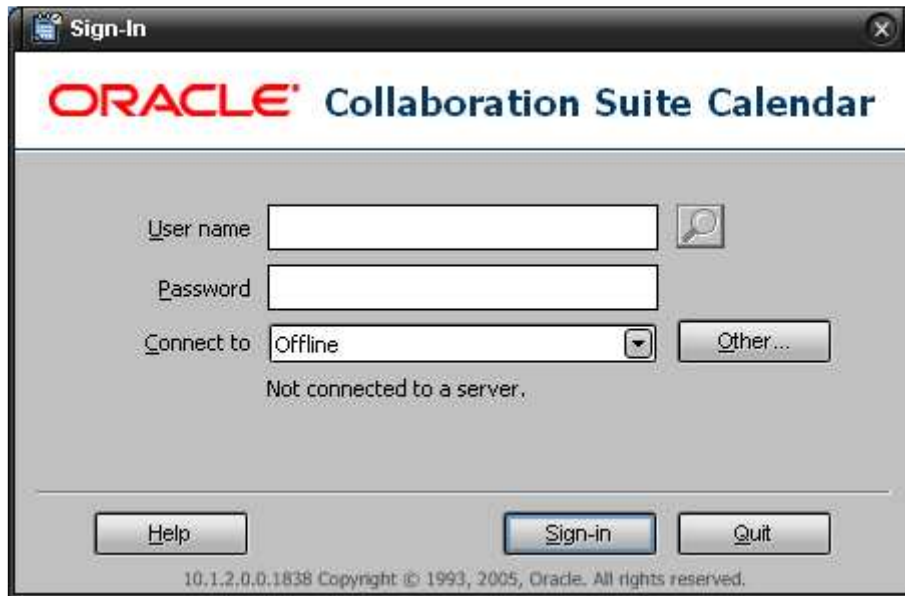 Sign-In
ORACLE Collaboration Suite Calendar
User name
Password
Connect to Offline Other...
Not connected to a server.
Help Sign-in Quit
10.1.2.0.0.1838 Copyright © 1993, 2005, Oracle. All rights reserved.